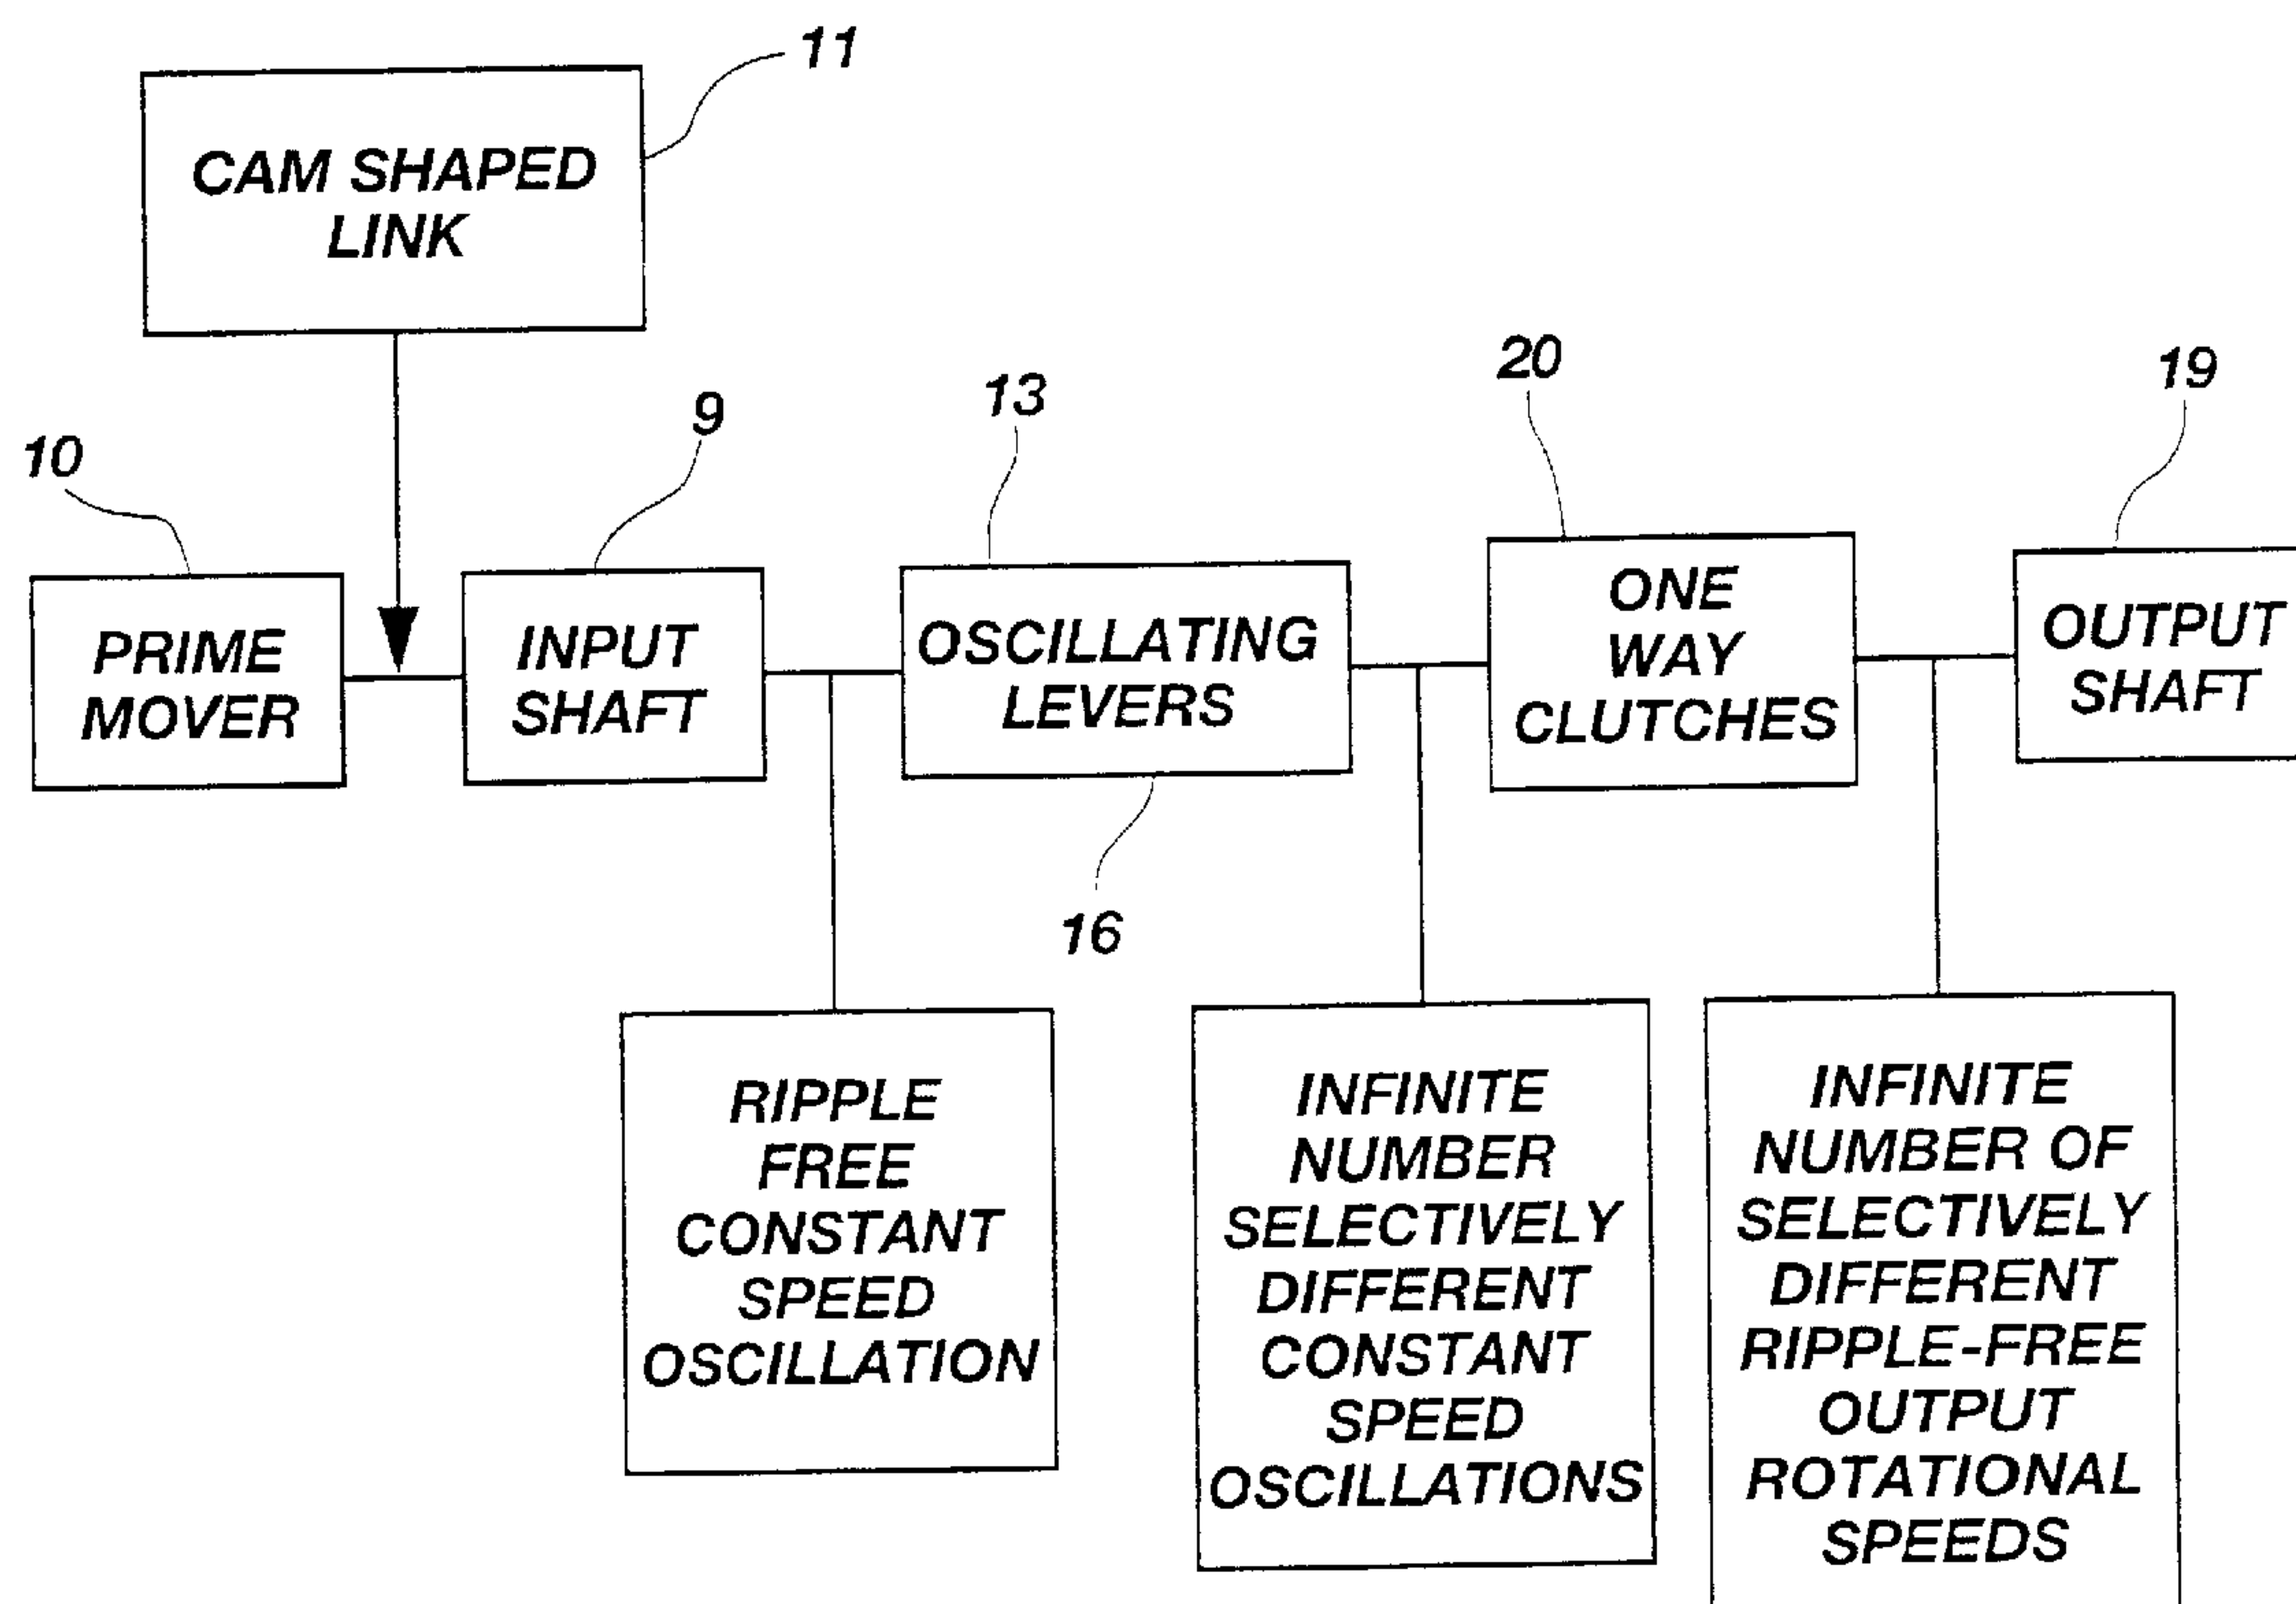 11
CAM SHAPED
LINK
10
9
13
20
19
PRIME
MOVER
INPUT
SHAFT
OSCILLATING
LEVERS
ONE
WAY
CLUTCHES
OUTPUT
SHAFT
16
RIPPLE
FREE
CONSTANT
SPEED
OSCILLATION
INFINITE
NUMBER
SELECTIVELY
DIFFERENT
CONSTANT
SPEED
OSCILLATIONS
INFINITE
NUMBER OF
SELECTIVELY
DIFFERENT
RIPPLE-FREE
OUTPUT
ROTATIONAL
SPEEDS